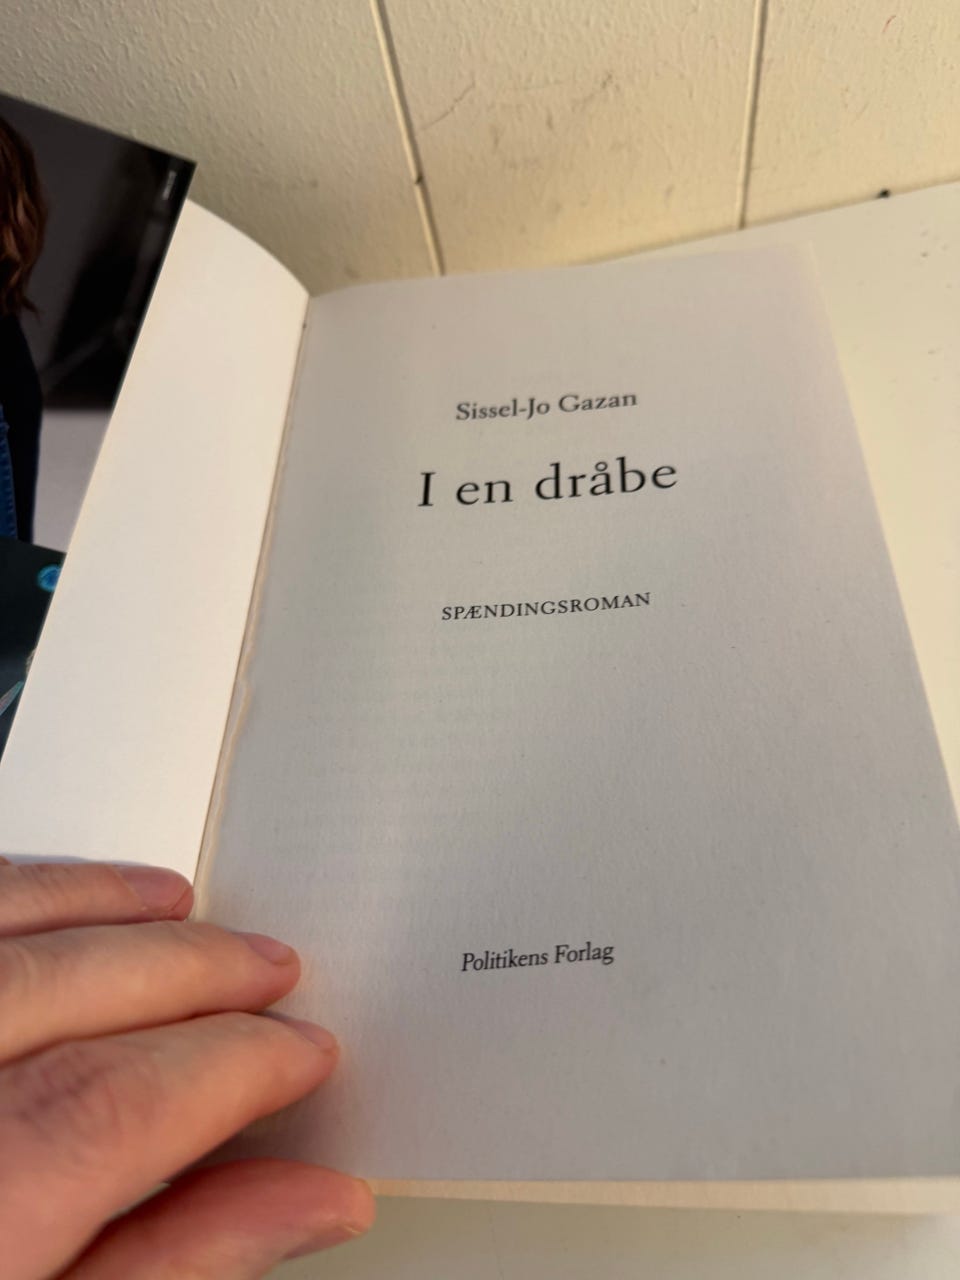 Sissel-Jo Gazan
I en dråbe
SPÆNDINGSROMAN
Politikens Forlag